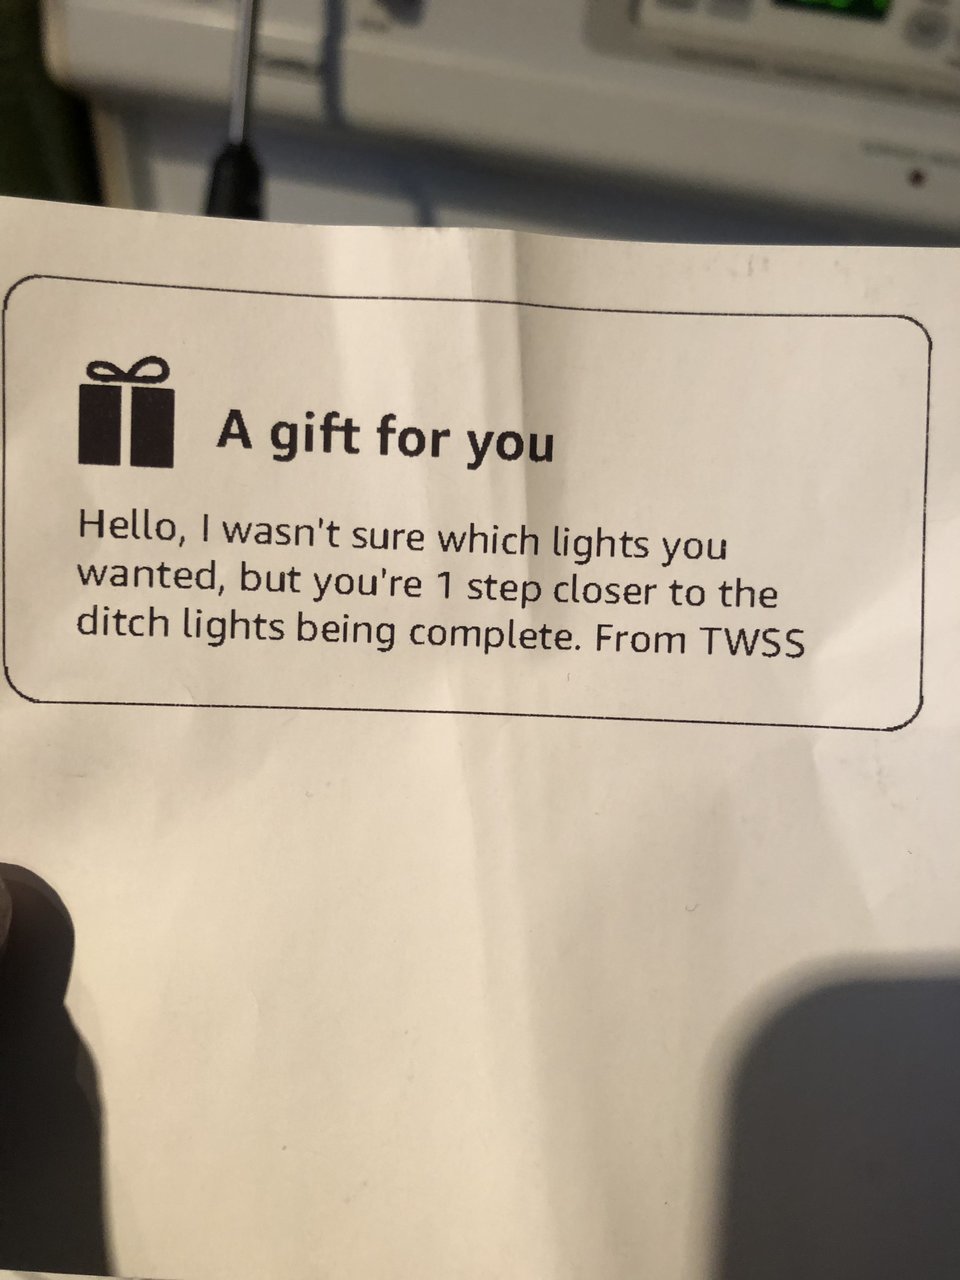 A gift for you
Hello, I wasn't sure which lights you
wanted, but you're 1 step closer to the
ditch lights being complete. From TWSS